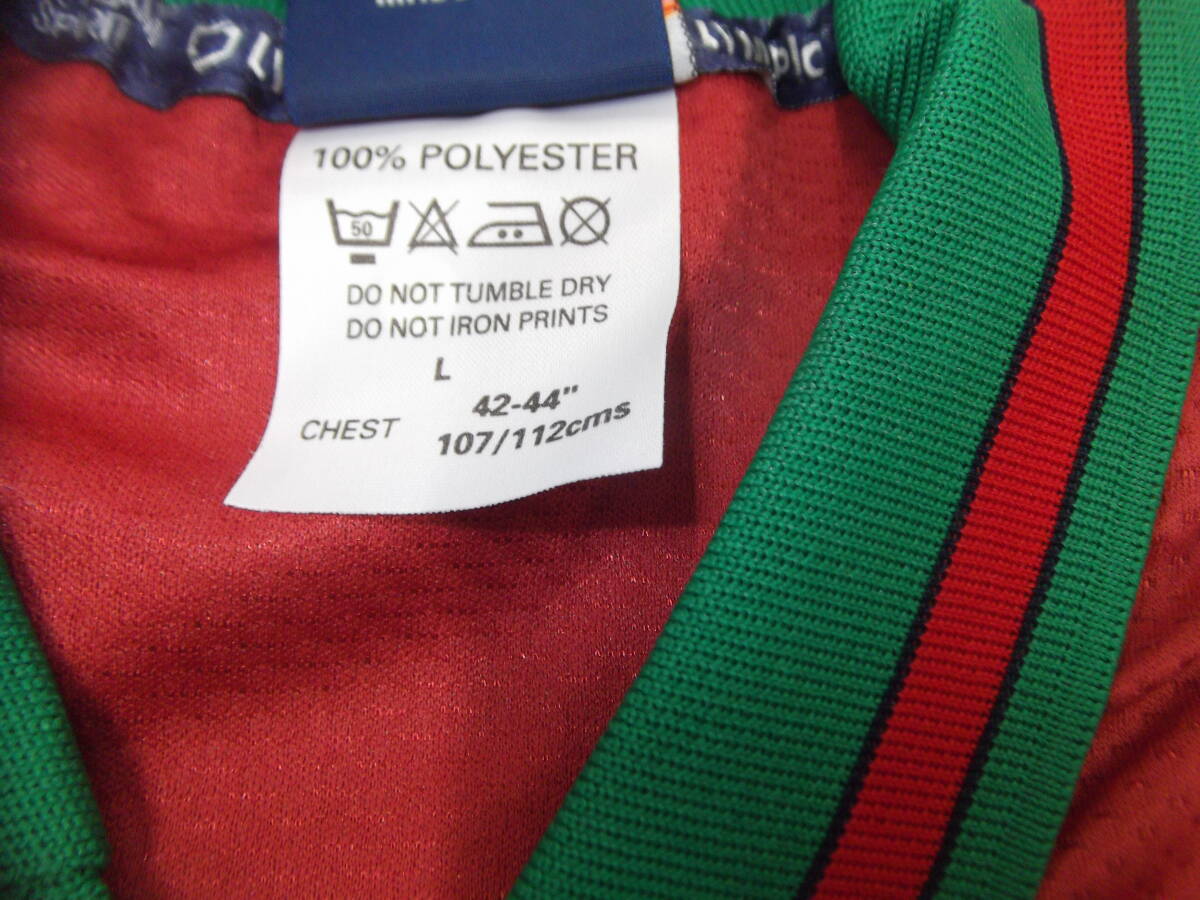 100% POLYESTER
50
DO NOT TUMBLE DRY
DO NOT IRON PRINTS
L
CHEST 42-44"
107/112cms